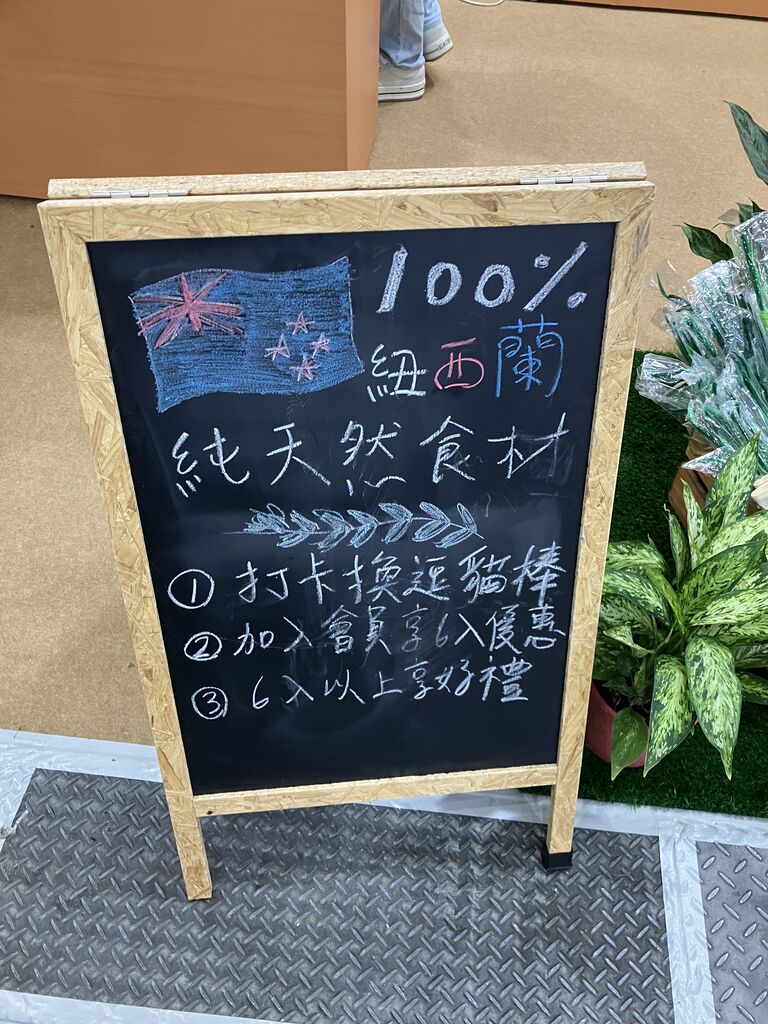 100%
紐西蘭
純天然食材
① 打卡換逗貓棒
② 加入會員享6入優惠
③ 6入以上享好禮